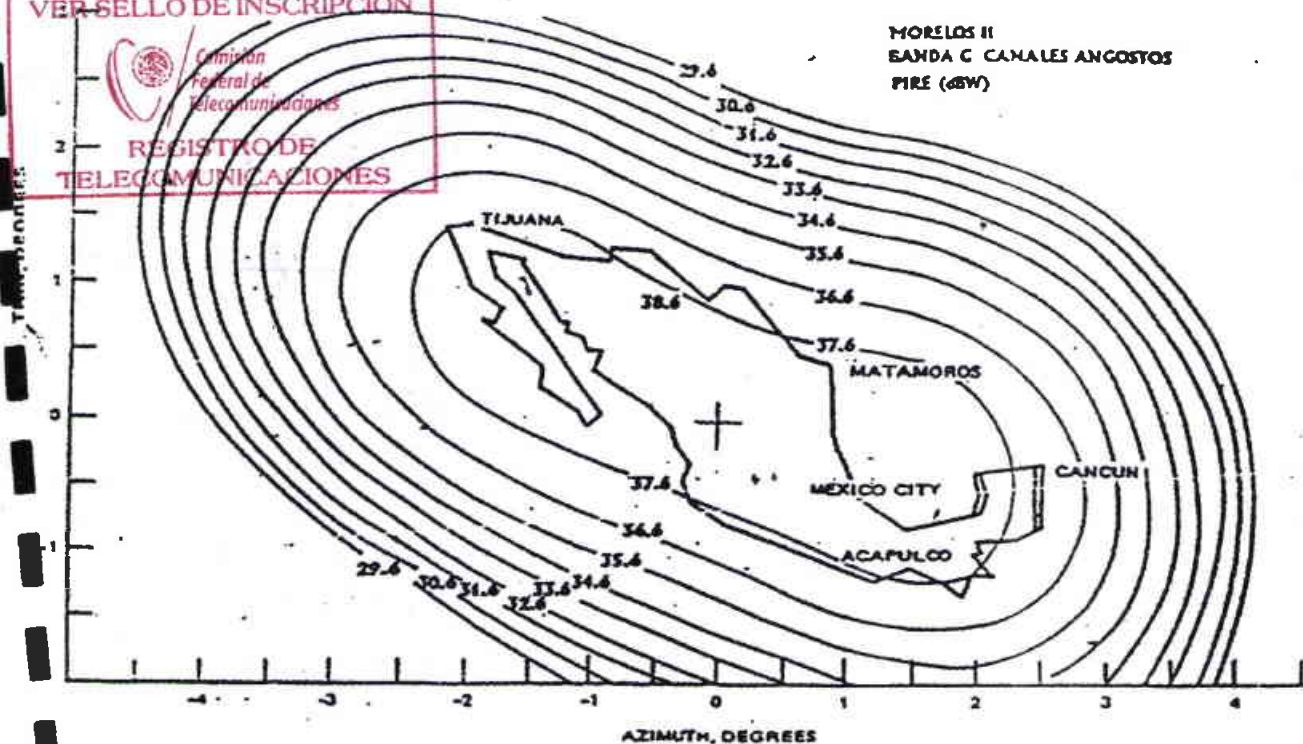 VER SELLO DE INSCRIPCIÓN
Comisión
Federal de
Telecomunicaciones
REGISTRO DE
TELECOMUNICACIONES
MORELOS II
BANDA C CANALES ANGOSTOS
PIRE (dBW)
29.6
30.6
31.6
32.6
33.6
34.6
35.6
36.6
37.6
38.6
TIJUANA
MATAMOROS
MEXICO CITY
CANCUN
ACAPULCO
37.6
36.6
35.6
34.6
33.6
32.6
31.6
30.6
29.6
2
1
0
-1
-4 -3 -2 -1 0 1 2 3 4
AZIMUTH, DEGREES